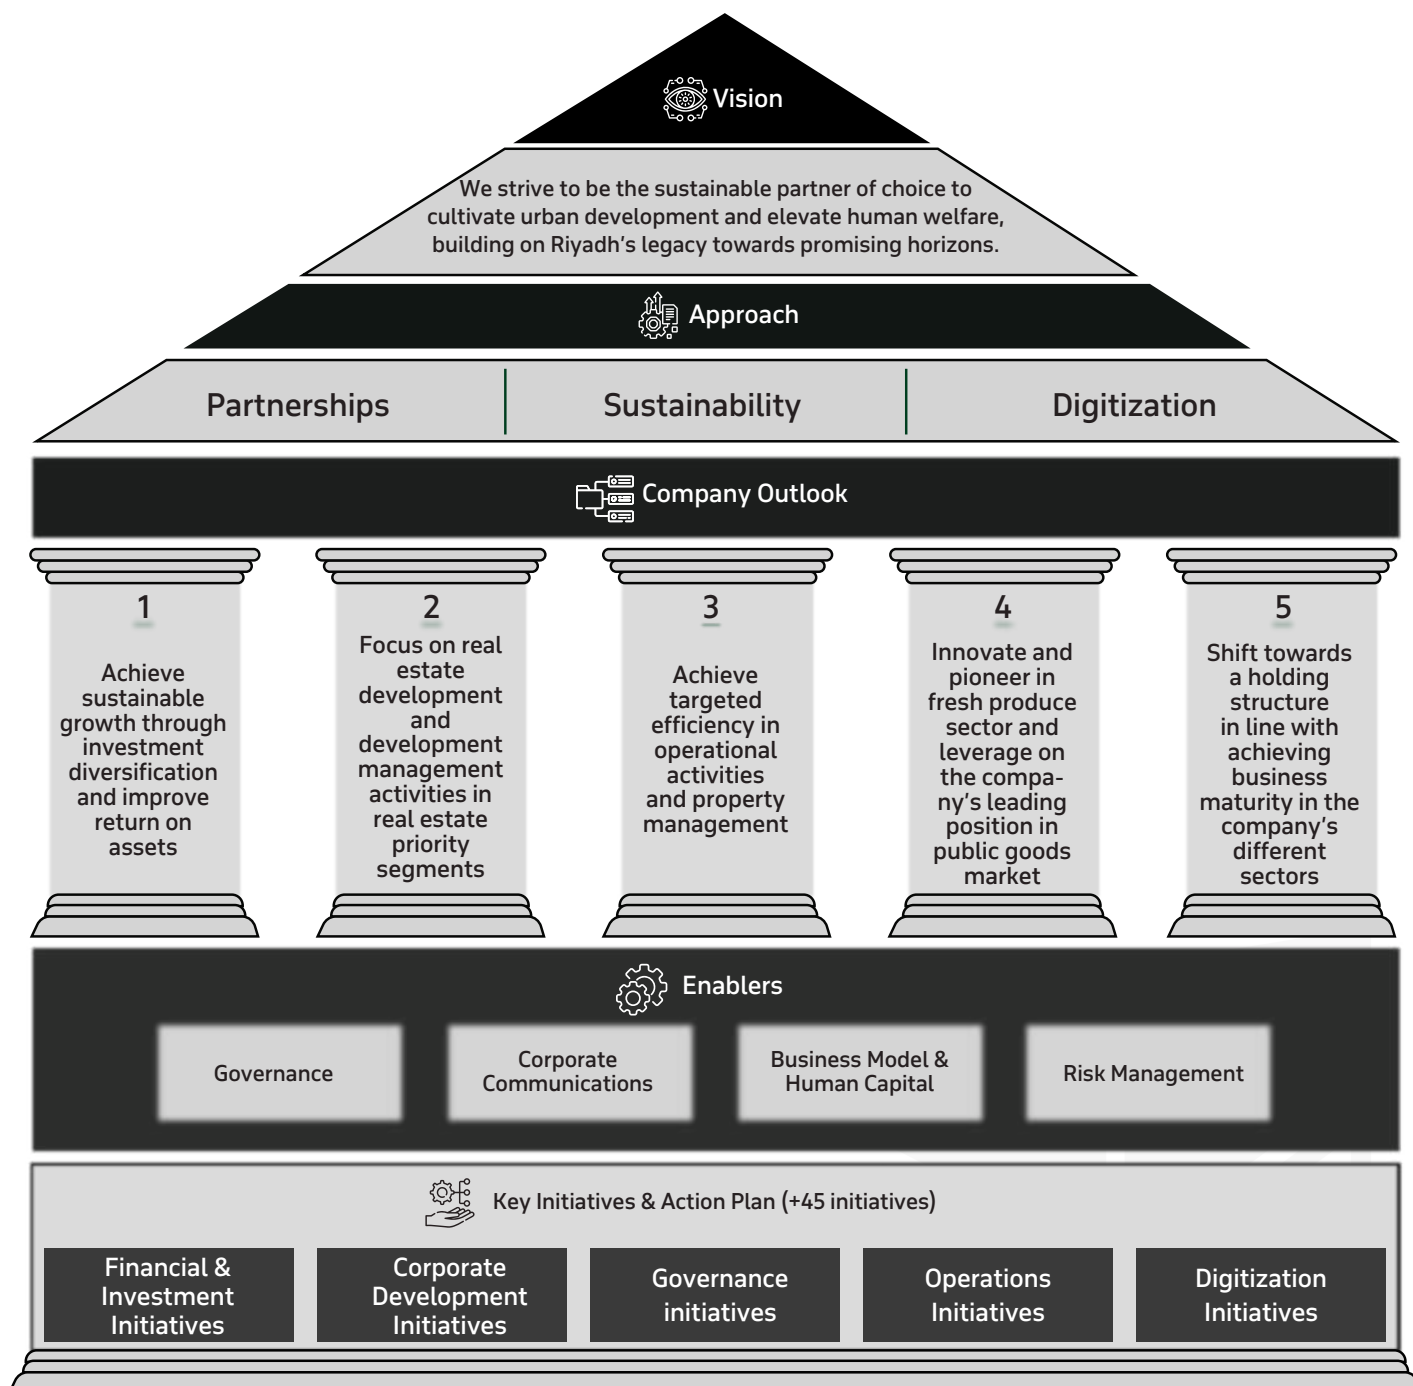 Vision
We strive to be the sustainable partner of choice to
cultivate urban development and elevate human welfare,
building on Riyadh's legacy towards promising horizons.
Approach
Partnerships
Sustainability
Digitization
Company Outlook
1
Achieve
sustainable
growth through
investment
diversification
and improve
return on
assets
2
Focus on real
estate
development
and
development
management
activities in
real estate
priority
segments
3
Achieve
targeted
efficiency in
operational
activities
and property
management
4
Innovate and
pioneer in
fresh produce
sector and
leverage on
the compa-
ny's leading
position in
public goods
market
5
Shift towards
a holding
structure
in line with
achieving
business
maturity in the
company's
different
sectors
Enablers
Governance
Corporate
Communications
Business Model &
Human Capital
Risk Management
Key Initiatives & Action Plan (+45 initiatives)
Financial &
Investment
Initiatives
Corporate
Development
Initiatives
Governance
initiatives
Operations
Initiatives
Digitization
Initiatives